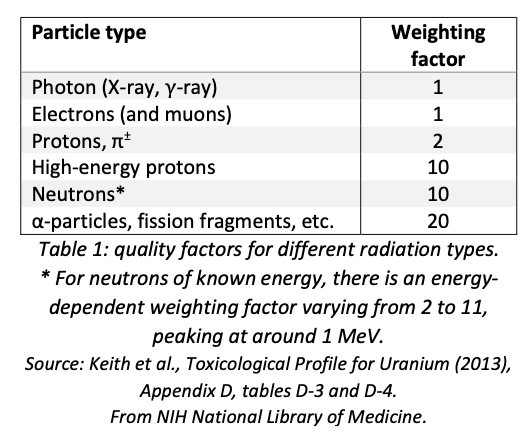 Particle type Weighting factor
Photon (X-ray, γ-ray) 1
Electrons (and muons) 1
Protons, π± 2
High-energy protons 10
Neutrons* 10
α-particles, fission fragments, etc. 20
Table 1: quality factors for different radiation types.
* For neutrons of known energy, there is an energy-
dependent weighting factor varying from 2 to 11,
peaking at around 1 MeV.
Source: Keith et al., Toxicological Profile for Uranium (2013),
Appendix D, tables D-3 and D-4.
From NIH National Library of Medicine.